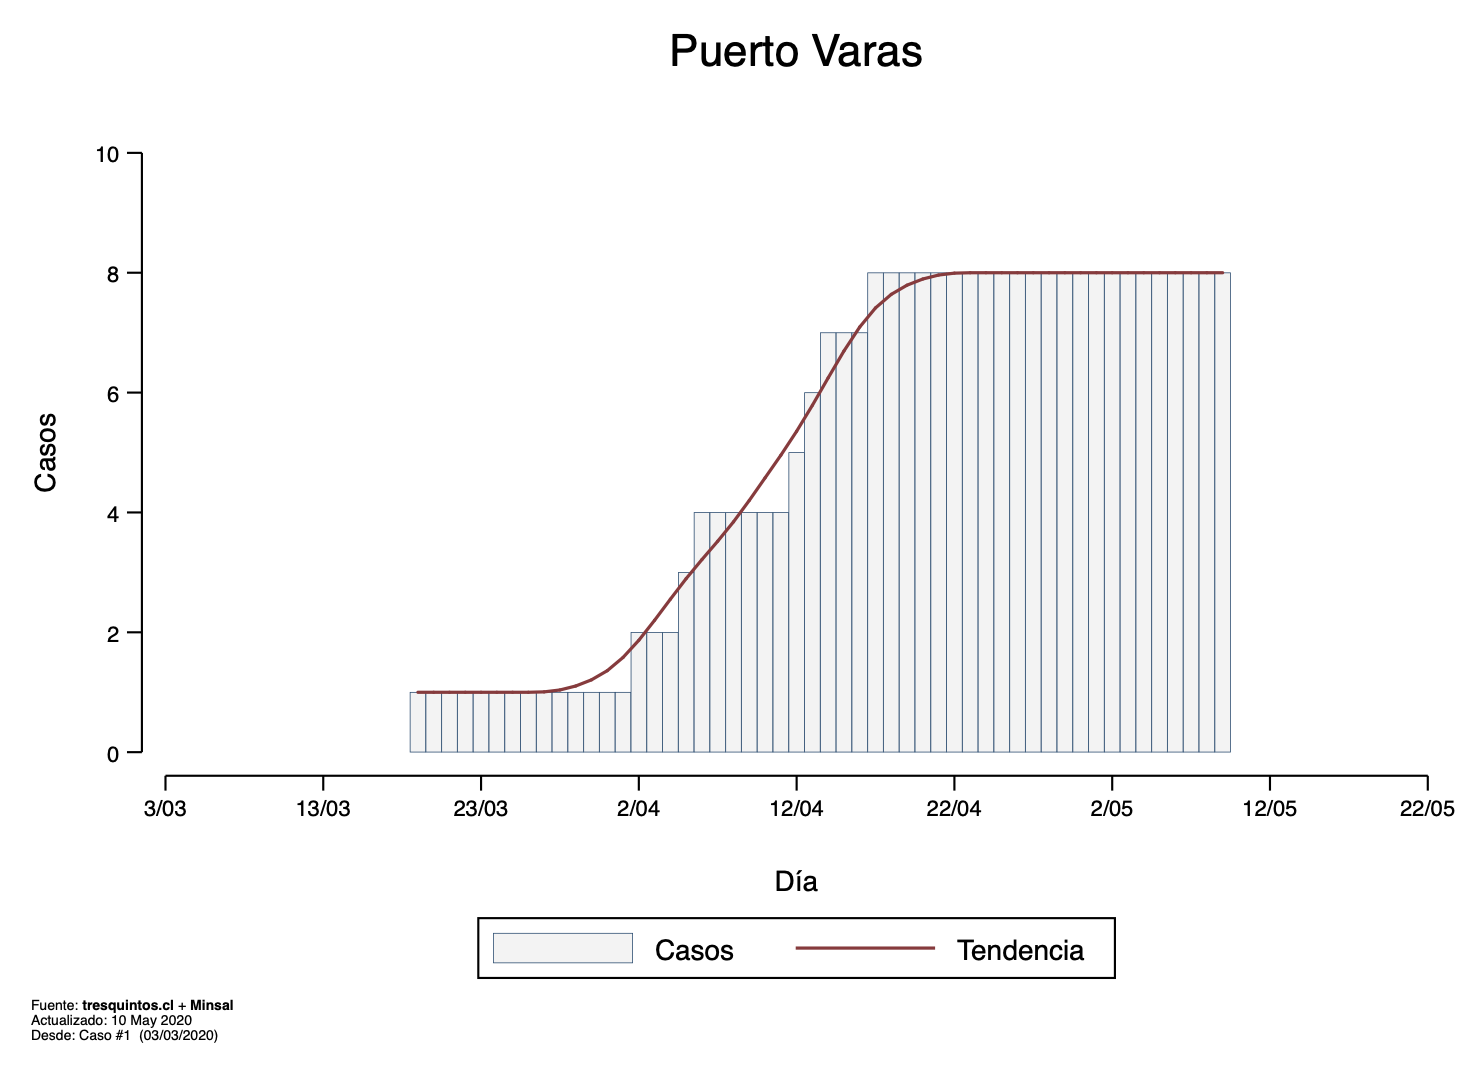 Puerto Varas
10
8
6
4
2
0
Casos
3/03 13/03 23/03 2/04 12/04 22/04 2/05 12/05 22/05
Día
Casos Tendencia
Fuente: tresquintos.cl + Minsal
Actualizado: 10 May 2020
Desde: Caso #1 (03/03/2020)